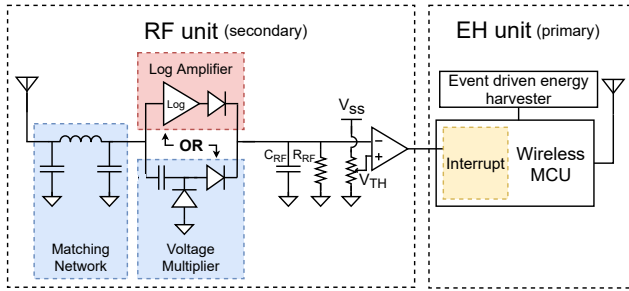 RF unit (secondary)
EH unit (primary)
Log Amplifier
Log
OR
Matching
Network
Voltage
Multiplier
CRF
RRF
VSS
VTH
−
+
Event driven energy
harvester
Interrupt
Wireless
MCU